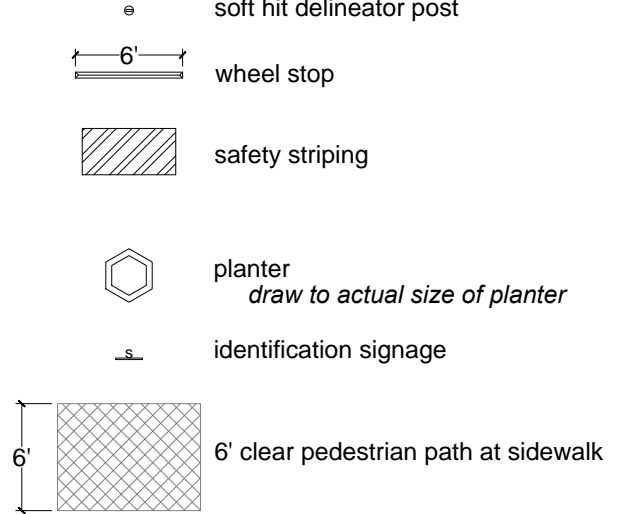 soft hit delineator post
6'
wheel stop
safety striping
planter
draw to actual size of planter
s
identification signage
6'
6' clear pedestrian path at sidewalk